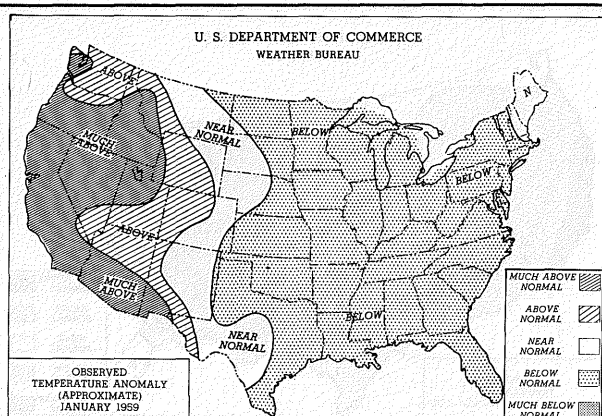 U. S. DEPARTMENT OF COMMERCE
WEATHER BUREAU
ABOVE
N
NEAR
NORMAL
BELOW
MUCH
ABOVE
BELOW
ABOVE
MUCH
ABOVE
BELOW
NEAR
NORMAL
MUCH ABOVE
NORMAL
ABOVE
NORMAL
NEAR
NORMAL
BELOW
NORMAL
MUCH BELOW
NORMAL
OBSERVED
TEMPERATURE ANOMALY
(APPROXIMATE)
JANUARY 1959